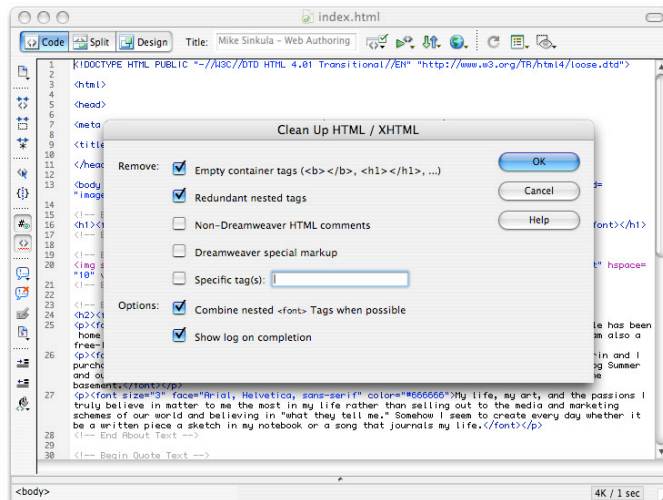 index.html
Code Split Design Title: Mike Sinkula - Web Authoring
1 <!DOCTYPE HTML PUBLIC "-//W3C//DTD HTML 4.01 Transitional//EN" "http://www.w3.org/TR/html4/loose.dtd">
2
3 <html>
4
5 <head>
6
7 <meta
8
9 <title
10
11 </head
12
13 <body
"image
14
15 <!--
16 <h1><f font></h1>
17 <!--
18
19 <!--
20 <img s t" hspace=
"10" v
21 <!--
22
23 <!--
24 <h2><t
25 <p><fo le has been
home am also a
free-l
26 <p><fo rin and I
purcha og Summer
and ou he
basement.</font></p>
27 <p><font size="3" face="Arial, Helvetica, sans-serif" color="#666666">My life, my art, and the passions I
truly believe in matter to me the most in my life rather than selling out to the media and marketing
schemes of our world and believing in "what they tell me." Somehow I seem to create every day whether it
be a written piece a sketch in my notebook or a song that journals my life.</font></p>
28 <!-- End About Text -->
29
30 <!-- Begin Quote Text -->
Clean Up HTML / XHTML
Remove: Empty container tags (<b></b>, <h1></h1>, ...)
Redundant nested tags
Non-Dreamweaver HTML comments
Dreamweaver special markup
Specific tag(s):
Options: Combine nested <font> Tags when possible
Show log on completion
OK
Cancel
Help
<body>
4K / 1 sec